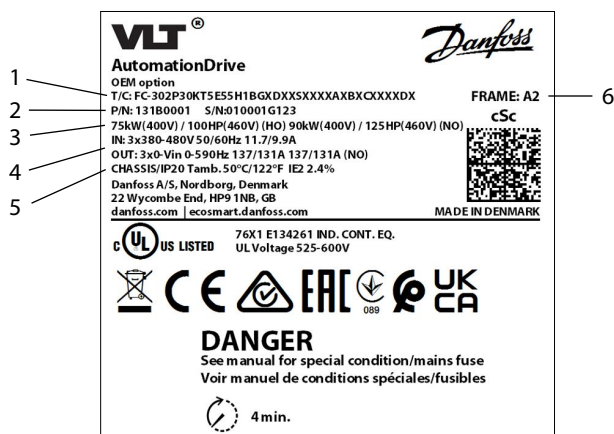 VLT ®
Danfoss
AutomationDrive
OEM option
1
T/C: FC-302P30KT5E55H1BGXDXXSXXXXAXBXCXXXXDX
FRAME: A2
6
2
P/N: 131B0001 S/N:010001G123
cSc
3
75kW(400V) / 100HP(460V) (HO) 90kW(400V) / 125HP(460V) (NO)
IN: 3x380-480V 50/60Hz 11.7/9.9A
4
OUT: 3x0-Vin 0-590Hz 137/131A 137/131A (NO)
5
CHASSIS/IP20 Tamb. 50°C/122°F IE2 2.4%
Danfoss A/S, Nordborg, Denmark
22 Wycombe End, HP9 1NB, GB
danfoss.com | ecosmart.danfoss.com
MADE IN DENMARK
c UL US LISTED
76X1 E134261 IND. CONT. EQ.
UL Voltage 525-600V
CE EAC 089 UK CA
DANGER
See manual for special condition/mains fuse
Voir manuel de conditions spéciales/fusibles
4 min.